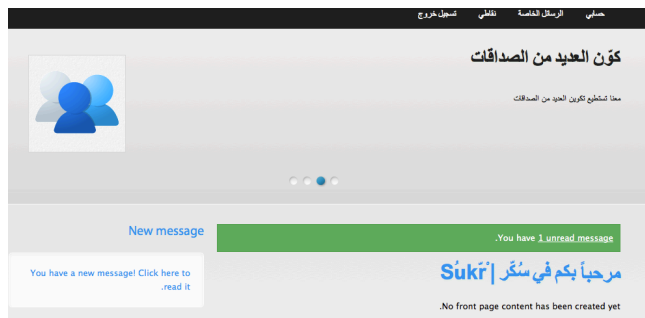 حسابي الرسائل الخاصة نقاطي تسجيل خروج
كوّن العديد من الصداقات
معنا تستطيع تكوين العديد من الصداقات
You have 1 unread message.
مرحباً بكم في سُكَّر | Sukr
No front page content has been created yet.
New message
You have a new message! Click here to
read it.